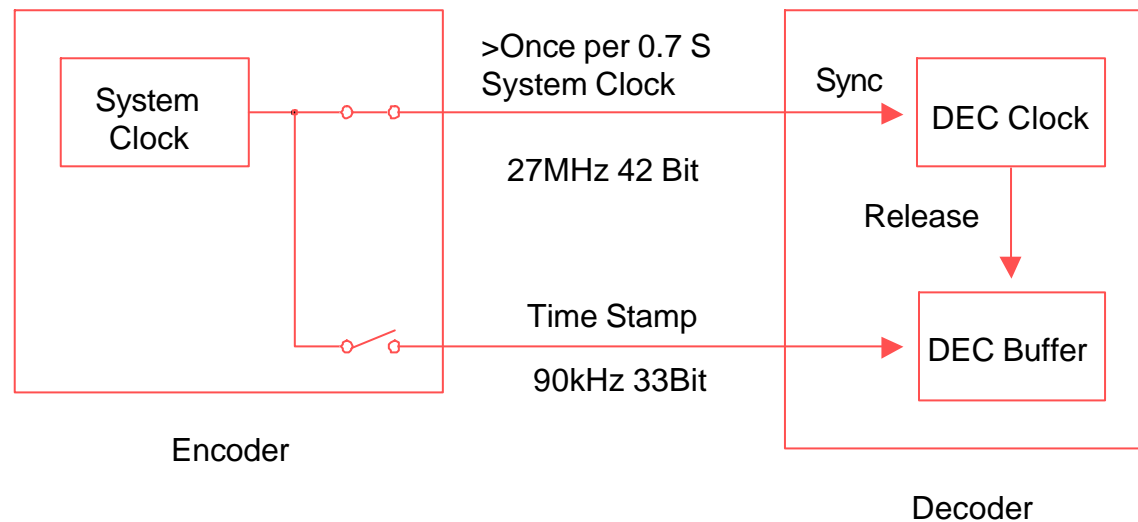 >Once per 0.7 S
System Clock
System
Clock
Sync
DEC Clock
27MHz 42 Bit
Release
Time Stamp
DEC Buffer
90kHz 33Bit
Encoder
Decoder